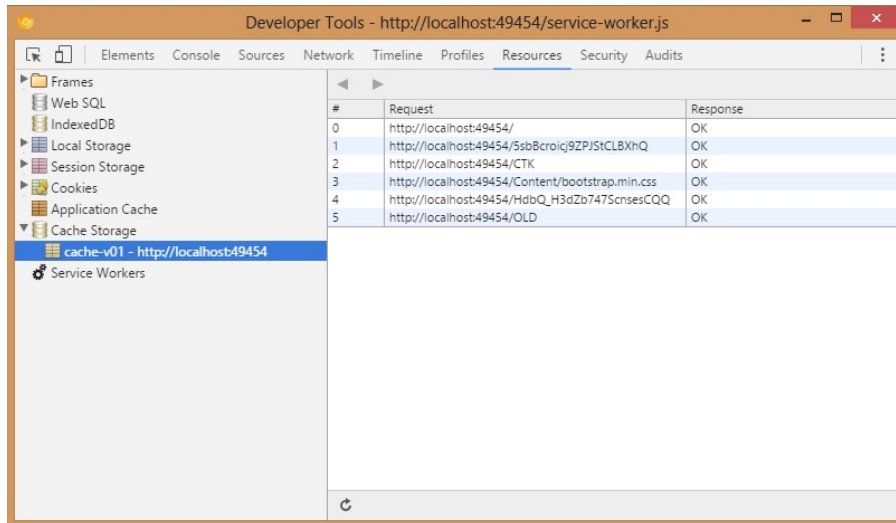 Developer Tools - http://localhost:49454/service-worker.js
Elements Console Sources Network Timeline Profiles Resources Security Audits
Frames
Web SQL
IndexedDB
Local Storage
Session Storage
Cookies
Application Cache
Cache Storage
cache-v01 - http://localhost:49454
Service Workers
# Request Response
0 http://localhost:49454/ OK
1 http://localhost:49454/5sbBcroicj9ZPJStCLBXhQ OK
2 http://localhost:49454/CTK OK
3 http://localhost:49454/Content/bootstrap.min.css OK
4 http://localhost:49454/HdbQ_H3dZb747ScnsesCQQ OK
5 http://localhost:49454/OLD OK